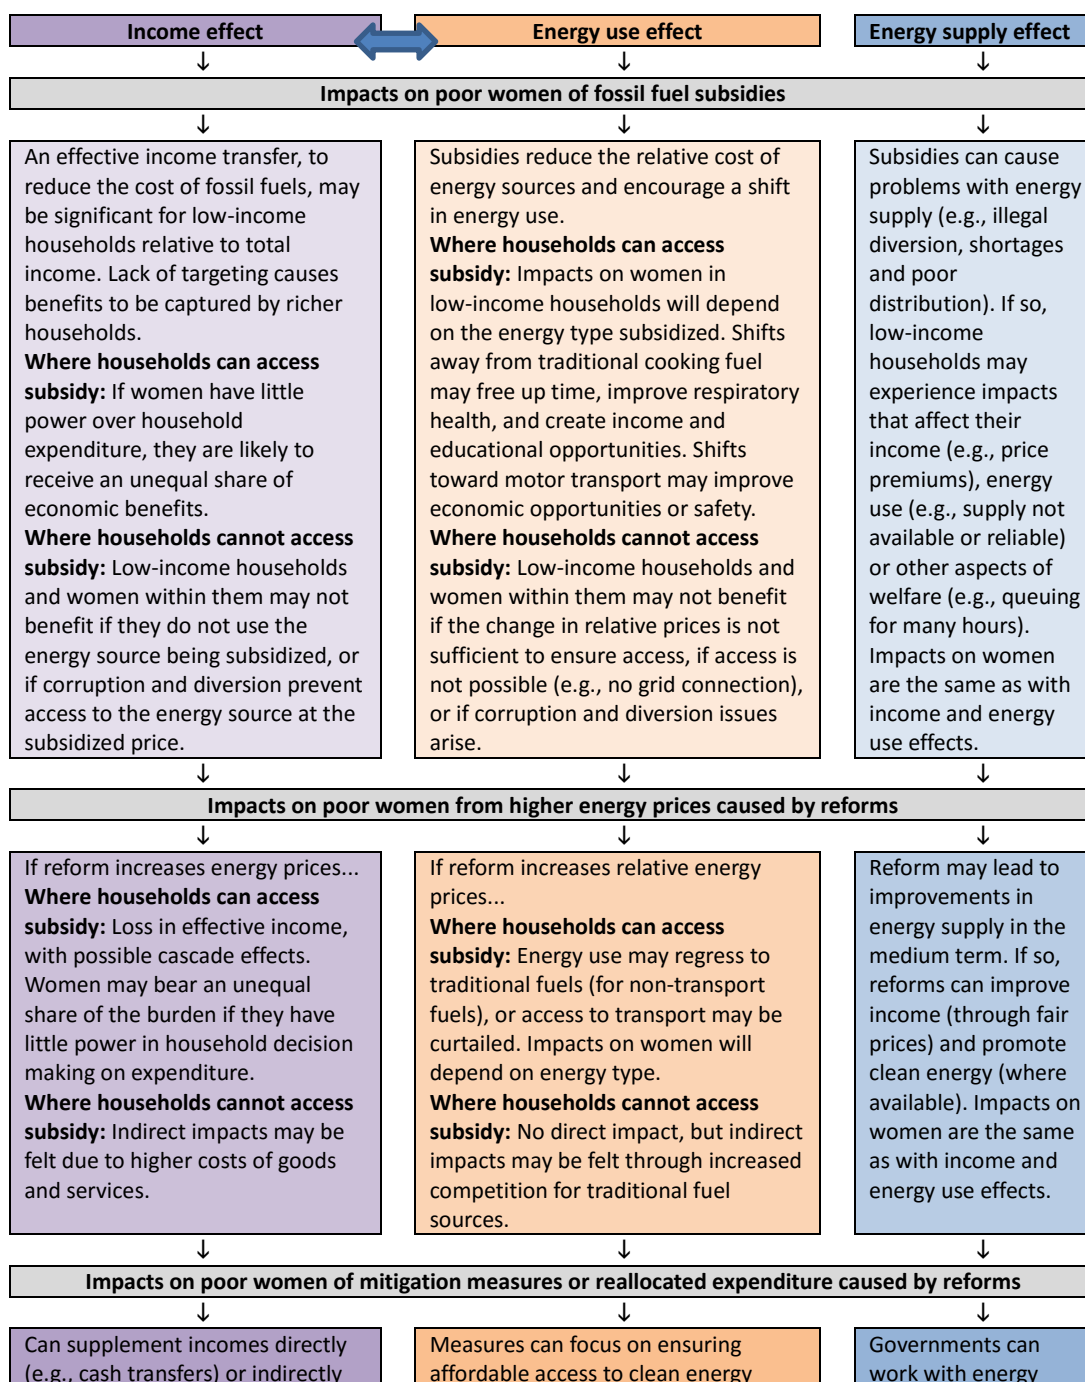 Income effect
Energy use effect
Energy supply effect
↓
↓
↓
Impacts on poor women of fossil fuel subsidies
↓
↓
↓
An effective income transfer, to
reduce the cost of fossil fuels, may
be significant for low-income
households relative to total
income. Lack of targeting causes
benefits to be captured by richer
households.
Where households can access
subsidy: If women have little
power over household
expenditure, they are likely to
receive an unequal share of
economic benefits.
Where households cannot access
subsidy: Low-income households
and women within them may not
benefit if they do not use the
energy source being subsidized, or
if corruption and diversion prevent
access to the energy source at the
subsidized price.
Subsidies reduce the relative cost of
energy sources and encourage a shift
in energy use.
Where households can access
subsidy: Impacts on women in
low-income households will depend
on the energy type subsidized. Shifts
away from traditional cooking fuel
may free up time, improve respiratory
health, and create income and
educational opportunities. Shifts
toward motor transport may improve
economic opportunities or safety.
Where households cannot access
subsidy: Low-income households and
women within them may not benefit
if the change in relative prices is not
sufficient to ensure access, if access is
not possible (e.g., no grid connection),
or if corruption and diversion issues
arise.
Subsidies can cause
problems with energy
supply (e.g., illegal
diversion, shortages
and poor
distribution). If so,
low-income
households may
experience impacts
that affect their
income (e.g., price
premiums), energy
use (e.g., supply not
available or reliable)
or other aspects of
welfare (e.g., queuing
for many hours).
Impacts on women
are the same as with
income and energy
use effects.
↓
↓
↓
Impacts on poor women from higher energy prices caused by reforms
↓
↓
↓
If reform increases energy prices...
Where households can access
subsidy: Loss in effective income,
with possible cascade effects.
Women may bear an unequal
share of the burden if they have
little power in household decision
making on expenditure.
Where households cannot access
subsidy: Indirect impacts may be
felt due to higher costs of goods
and services.
If reform increases relative energy
prices...
Where households can access
subsidy: Energy use may regress to
traditional fuels (for non-transport
fuels), or access to transport may be
curtailed. Impacts on women will
depend on energy type.
Where households cannot access
subsidy: No direct impact, but indirect
impacts may be felt through increased
competition for traditional fuel
sources.
Reform may lead to
improvements in
energy supply in the
medium term. If so,
reforms can improve
income (through fair
prices) and promote
clean energy (where
available). Impacts on
women are the same
as with income and
energy use effects.
↓
↓
↓
Impacts on poor women of mitigation measures or reallocated expenditure caused by reforms
↓
↓
↓
Can supplement incomes directly
(e.g., cash transfers) or indirectly
Measures can focus on ensuring
affordable access to clean energy
Governments can
work with energy